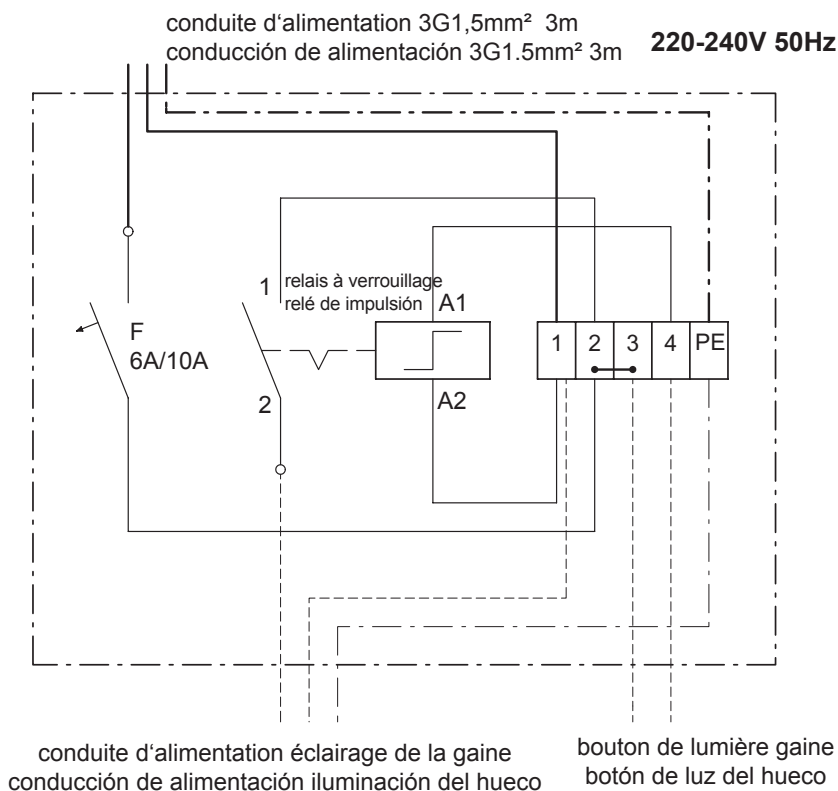 conduite d‘alimentation 3G1,5mm² 3m
conducción de alimentación 3G1.5mm² 3m
220-240V 50Hz
1
relais à verrouillage
relé de impulsión
A1
F
6A/10A
1 2 3 4 PE
2
A2
conduite d‘alimentation éclairage de la gaine
conducción de alimentación iluminación del hueco
bouton de lumière gaine
botón de luz del hueco